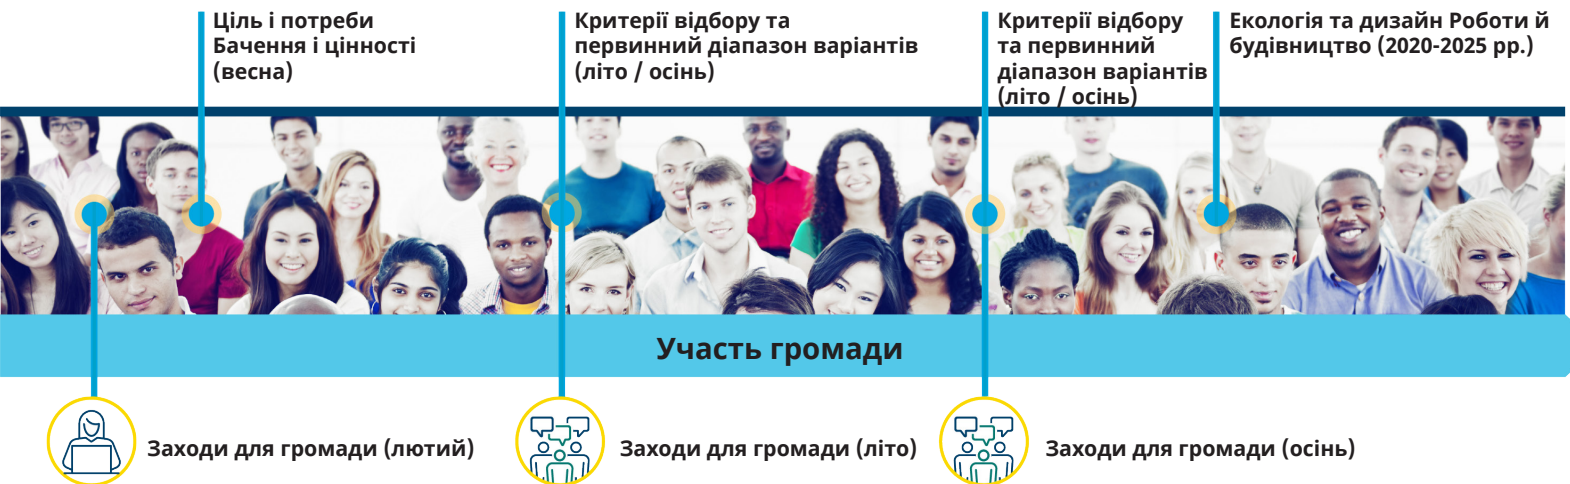 Ціль і потреби
Бачення і цінності
(весна)
Критерії відбору та
первинний діапазон варіантів
(літо / осінь)
Критерії відбору
та первинний
діапазон варіантів
(літо / осінь)
Екологія та дизайн Роботи й
будівництво (2020-2025 рр.)
Участь громади
Заходи для громади (лютий)
Заходи для громади (літо)
Заходи для громади (осінь)